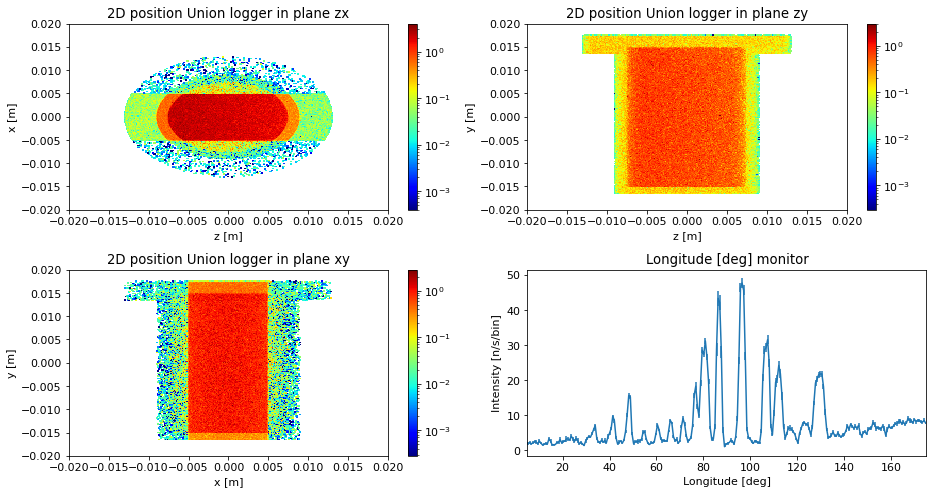 2D position Union logger in plane zx
0.020
0.015
0.010
0.005
0.000
−0.005
−0.010
−0.015
−0.020
x [m]
−0.020−0.015−0.010−0.005 0.000 0.005 0.010 0.015 0.020
z [m]
10⁰
10⁻¹
10⁻²
10⁻³
2D position Union logger in plane zy
0.020
0.015
0.010
0.005
0.000
−0.005
−0.010
−0.015
−0.020
y [m]
−0.020−0.015−0.010−0.005 0.000 0.005 0.010 0.015 0.020
z [m]
10⁰
10⁻¹
10⁻²
10⁻³
2D position Union logger in plane xy
0.020
0.015
0.010
0.005
0.000
−0.005
−0.010
−0.015
−0.020
y [m]
−0.020−0.015−0.010−0.005 0.000 0.005 0.010 0.015 0.020
x [m]
10⁰
10⁻¹
10⁻²
10⁻³
Longitude [deg] monitor
50
40
30
20
10
0
Intensity [n/s/bin]
20 40 60 80 100 120 140 160
Longitude [deg]